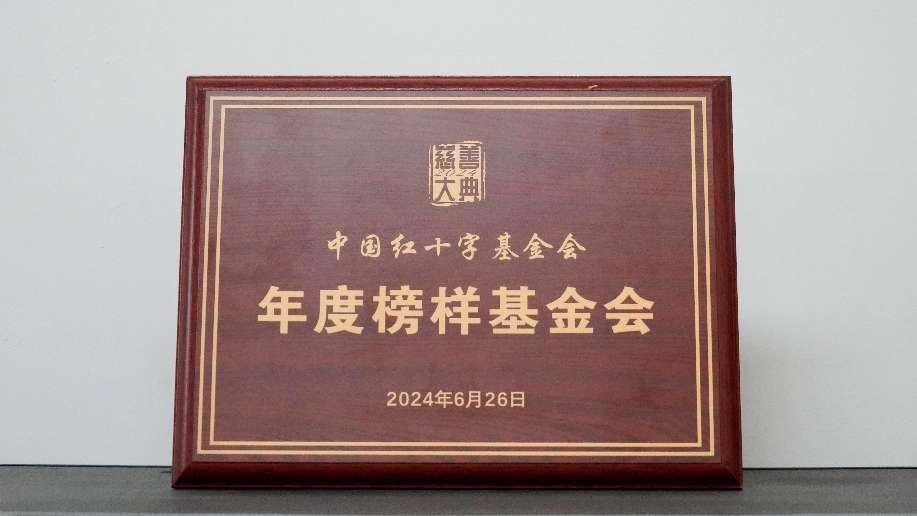 慈善
大典
中国红十字基金会
年度榜样基金会
2024年6月26日